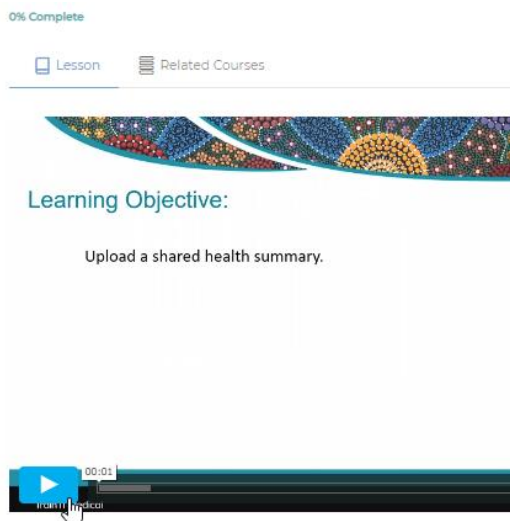 0% Complete
Lesson Related Courses
Learning Objective:
Upload a shared health summary.
00:01